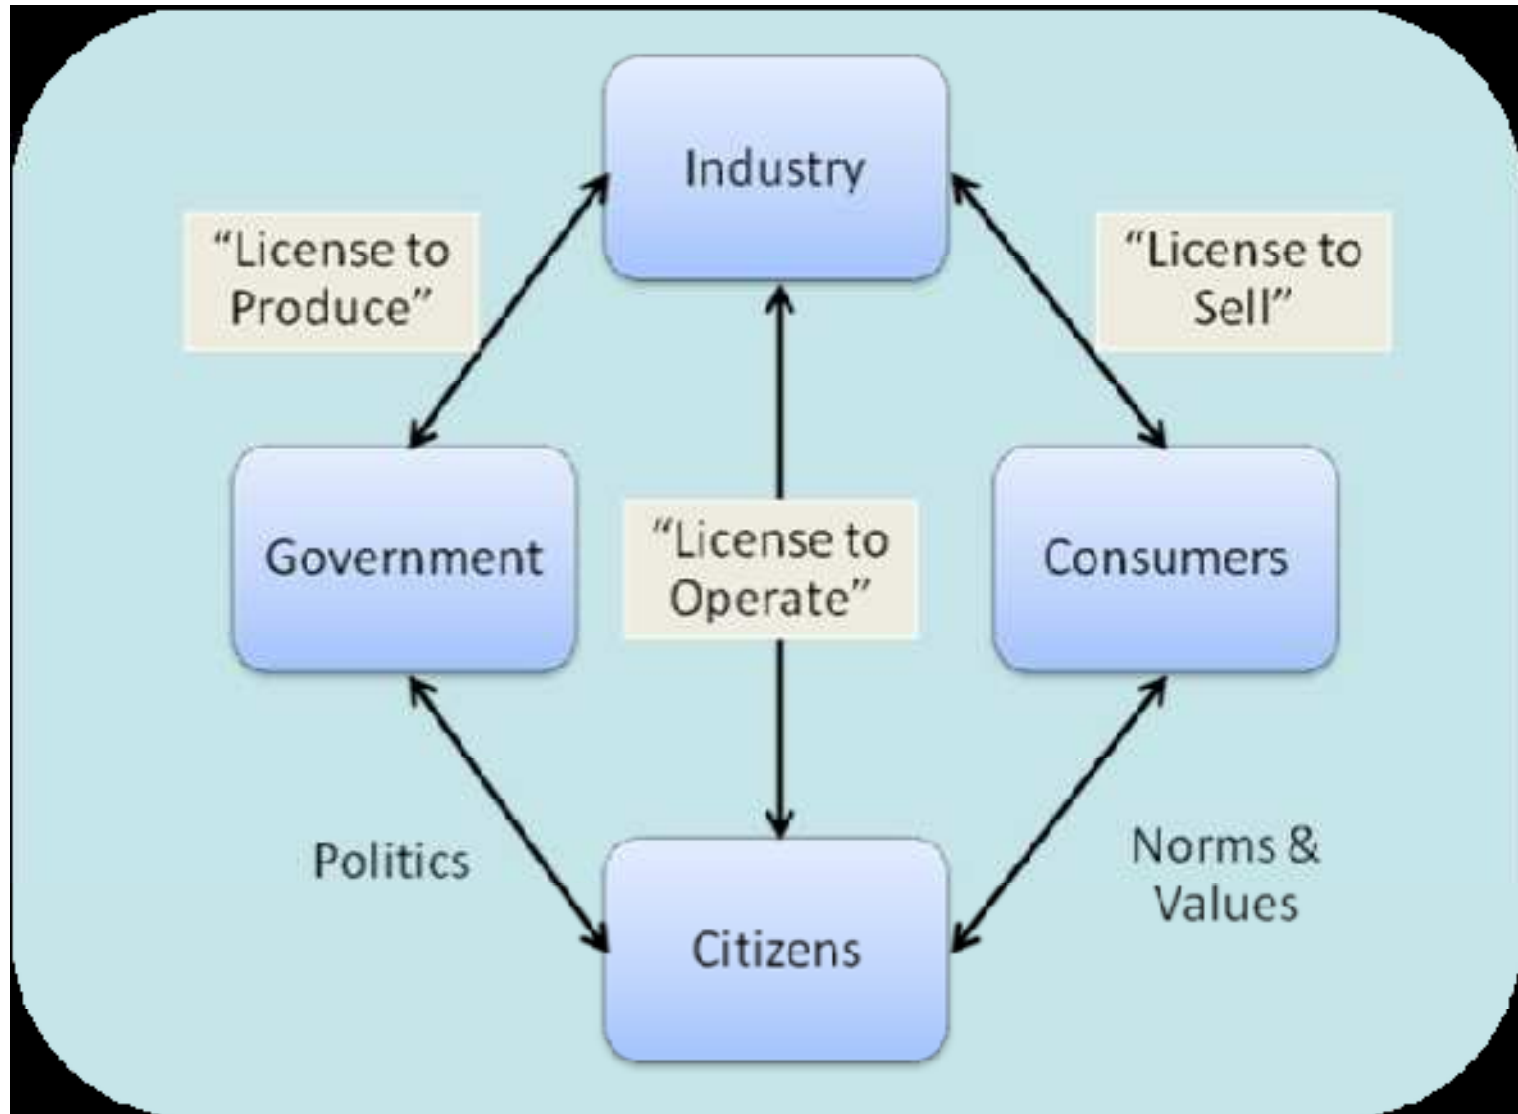 Industry
“License to
Produce”
“License to
Sell”
Government
“License to
Operate”
Consumers
Politics
Norms &
Values
Citizens